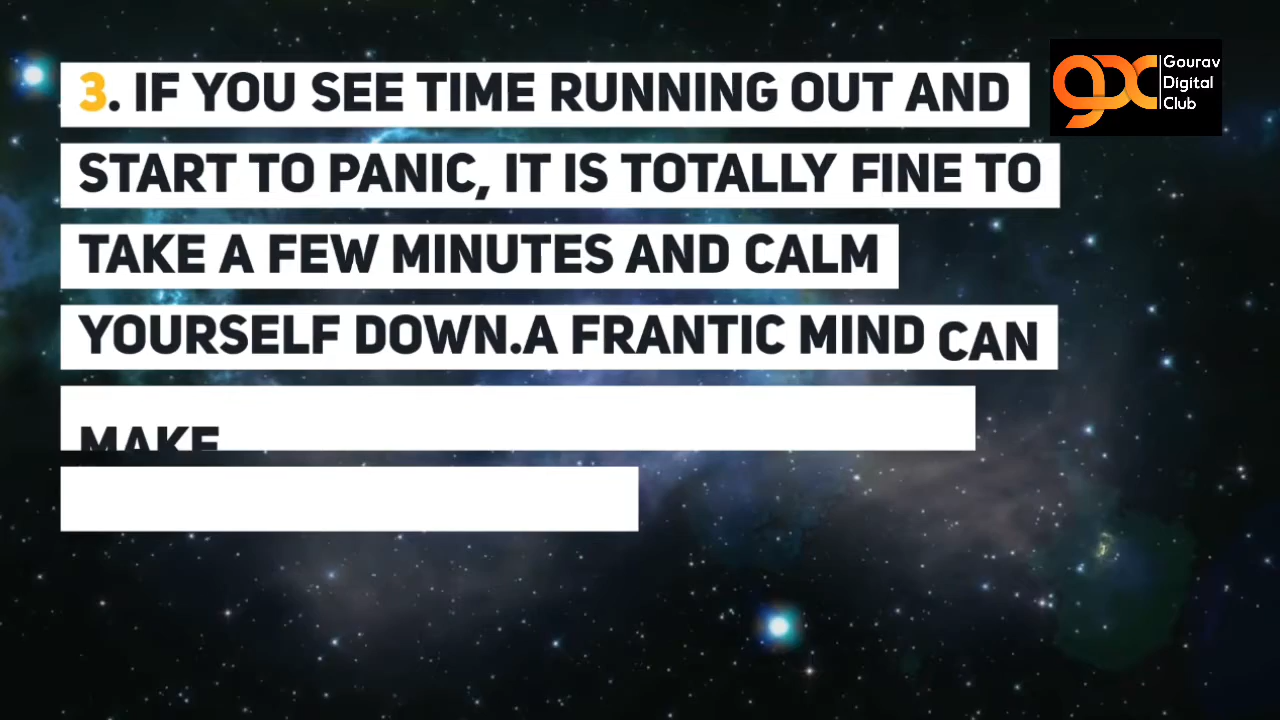 3. IF YOU SEE TIME RUNNING OUT AND
START TO PANIC, IT IS TOTALLY FINE TO
TAKE A FEW MINUTES AND CALM
YOURSELF DOWN.A FRANTIC MIND CAN
MAKE
Gourav
Digital
Club